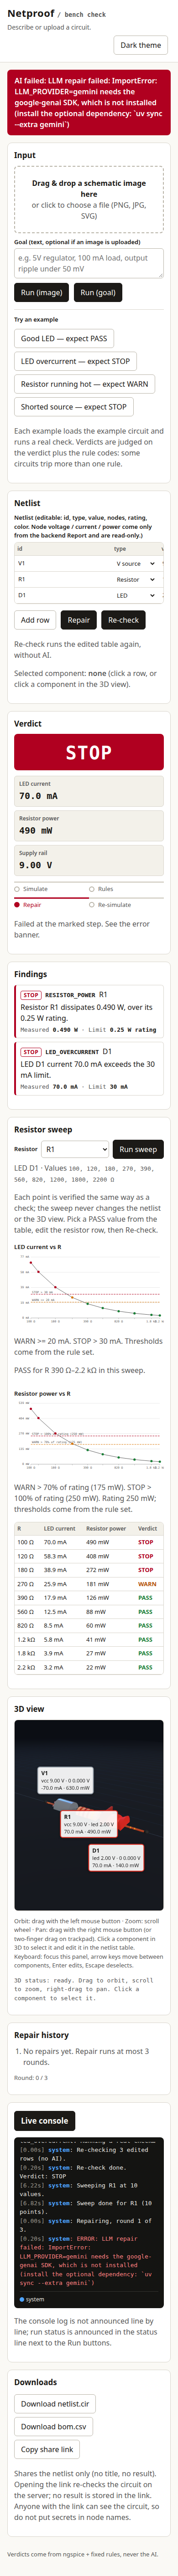 Netproof / bench check
Describe or upload a circuit.
Dark theme
AI failed: LLM repair failed: ImportError:
LLM_PROVIDER=gemini needs the
google-genai SDK, which is not installed
(install the optional dependency: `uv sync
--extra gemini`)
Input
Drag & drop a schematic image
here
or click to choose a file (PNG, JPG,
SVG)
Goal (text, optional if an image is uploaded)
e.g. 5V regulator, 100 mA load, output
ripple under 50 mV
Run (image)
Run (goal)
Try an example
Good LED — expect PASS
LED overcurrent — expect STOP
Resistor running hot — expect WARN
Shorted source — expect STOP
Each example loads the example circuit and
runs a real check. Verdicts are judged on
the verdict plus the rule codes: some
circuits trip more than one rule.
Netlist
Netlist (editable: id, type, value, nodes, rating,
color. Node voltage / current / power come only
from the backend Report and are read-only.)
id type
V1 V source
R1 Resistor
D1 LED
Add row
Repair
Re-check
Re-check runs the edited table again,
without AI.
Selected component: none (click a row, or
click a component in the 3D view).
Verdict
STOP
LED current
70.0 mA
Resistor power
490 mW
Supply rail
9.00 V
Simulate
Rules
Repair
Re-simulate
Failed at the marked step. See the error
banner.
Findings
STOP RESISTOR_POWER R1
Resistor R1 dissipates 0.490 W, over its
0.25 W rating.
Measured 0.490 W · Limit 0.25 W rating
STOP LED_OVERCURRENT D1
LED D1 current 70.0 mA exceeds the 30
mA limit.
Measured 70.0 mA · Limit 30 mA
Resistor sweep
Resistor R1 Run sweep
LED D1 · Values 100, 120, 180, 270, 390,
560, 820, 1200, 1800, 2200 Ω
Each point is verified the same way as a
check; the sweep never changes the netlist
or the 3D view. Pick a PASS value from the
table, edit the resistor row, then Re-check.
LED current vs R
WARN >= 20 mA. STOP > 30 mA. Thresholds
come from the rule set.
PASS for R 390 Ω–2.2 kΩ in this sweep.
Resistor power vs R
WARN > 70% of rating (175 mW). STOP >
100% of rating (250 mW). Rating 250 mW;
thresholds come from the rule set.
R LED current Resistor power Verdict
100 Ω 70.0 mA 490 mW STOP
120 Ω 58.3 mA 408 mW STOP
180 Ω 38.9 mA 272 mW STOP
270 Ω 25.9 mA 181 mW WARN
390 Ω 17.9 mA 126 mW PASS
560 Ω 12.5 mA 88 mW PASS
820 Ω 8.5 mA 60 mW PASS
1.2 kΩ 5.8 mA 41 mW PASS
1.8 kΩ 3.9 mA 27 mW PASS
2.2 kΩ 3.2 mA 22 mW PASS
3D view
V1
vcc 9.00 V · 0 0.000 V
-70.0 mA · 630.0 mW
R1
vcc 9.00 V · led 2.00 V
70.0 mA · 490.0 mW
D1
led 2.00 V · 0 0.000 V
70.0 mA · 140.0 mW
Orbit: drag with the left mouse button · Zoom: scroll
wheel · Pan: drag with the right mouse button (or
two-finger drag on trackpad). Click a component in
3D to select it and edit it in the netlist table.
Keyboard: focus this panel, arrow keys move between
components, Enter edits, Escape deselects.
3D status: ready. Drag to orbit, scroll
to zoom, right-drag to pan. Click a
component to select it.
Repair history
1. No repairs yet. Repair runs at most 3
rounds.
Round: 0 / 3
Live console
[0.00s] system: Re-checking 3 edited
rows (no AI).
[0.20s] system: Re-check done.
Verdict: STOP
[6.22s] system: Sweeping R1 at 10
values.
[6.82s] system: Sweep done for R1 (10
points).
[0.00s] system: Repairing, round 1 of
3.
[0.20s] system: ERROR: LLM repair
failed: ImportError:
LLM_PROVIDER=gemini needs the google-
genai SDK, which is not installed
(install the optional dependency: `uv
sync --extra gemini`)
system
The console log is not announced line by
line; run status is announced in the status
line next to the Run buttons.
Downloads
Download netlist.cir
Download bom.csv
Copy share link
Shares the netlist only (no title, no result).
Opening the link re-checks the circuit on
the server; no result is stored in the link.
Anyone with the link can see the circuit, so
do not put secrets in node names.
Verdicts come from ngspice + fixed rules, never the AI.